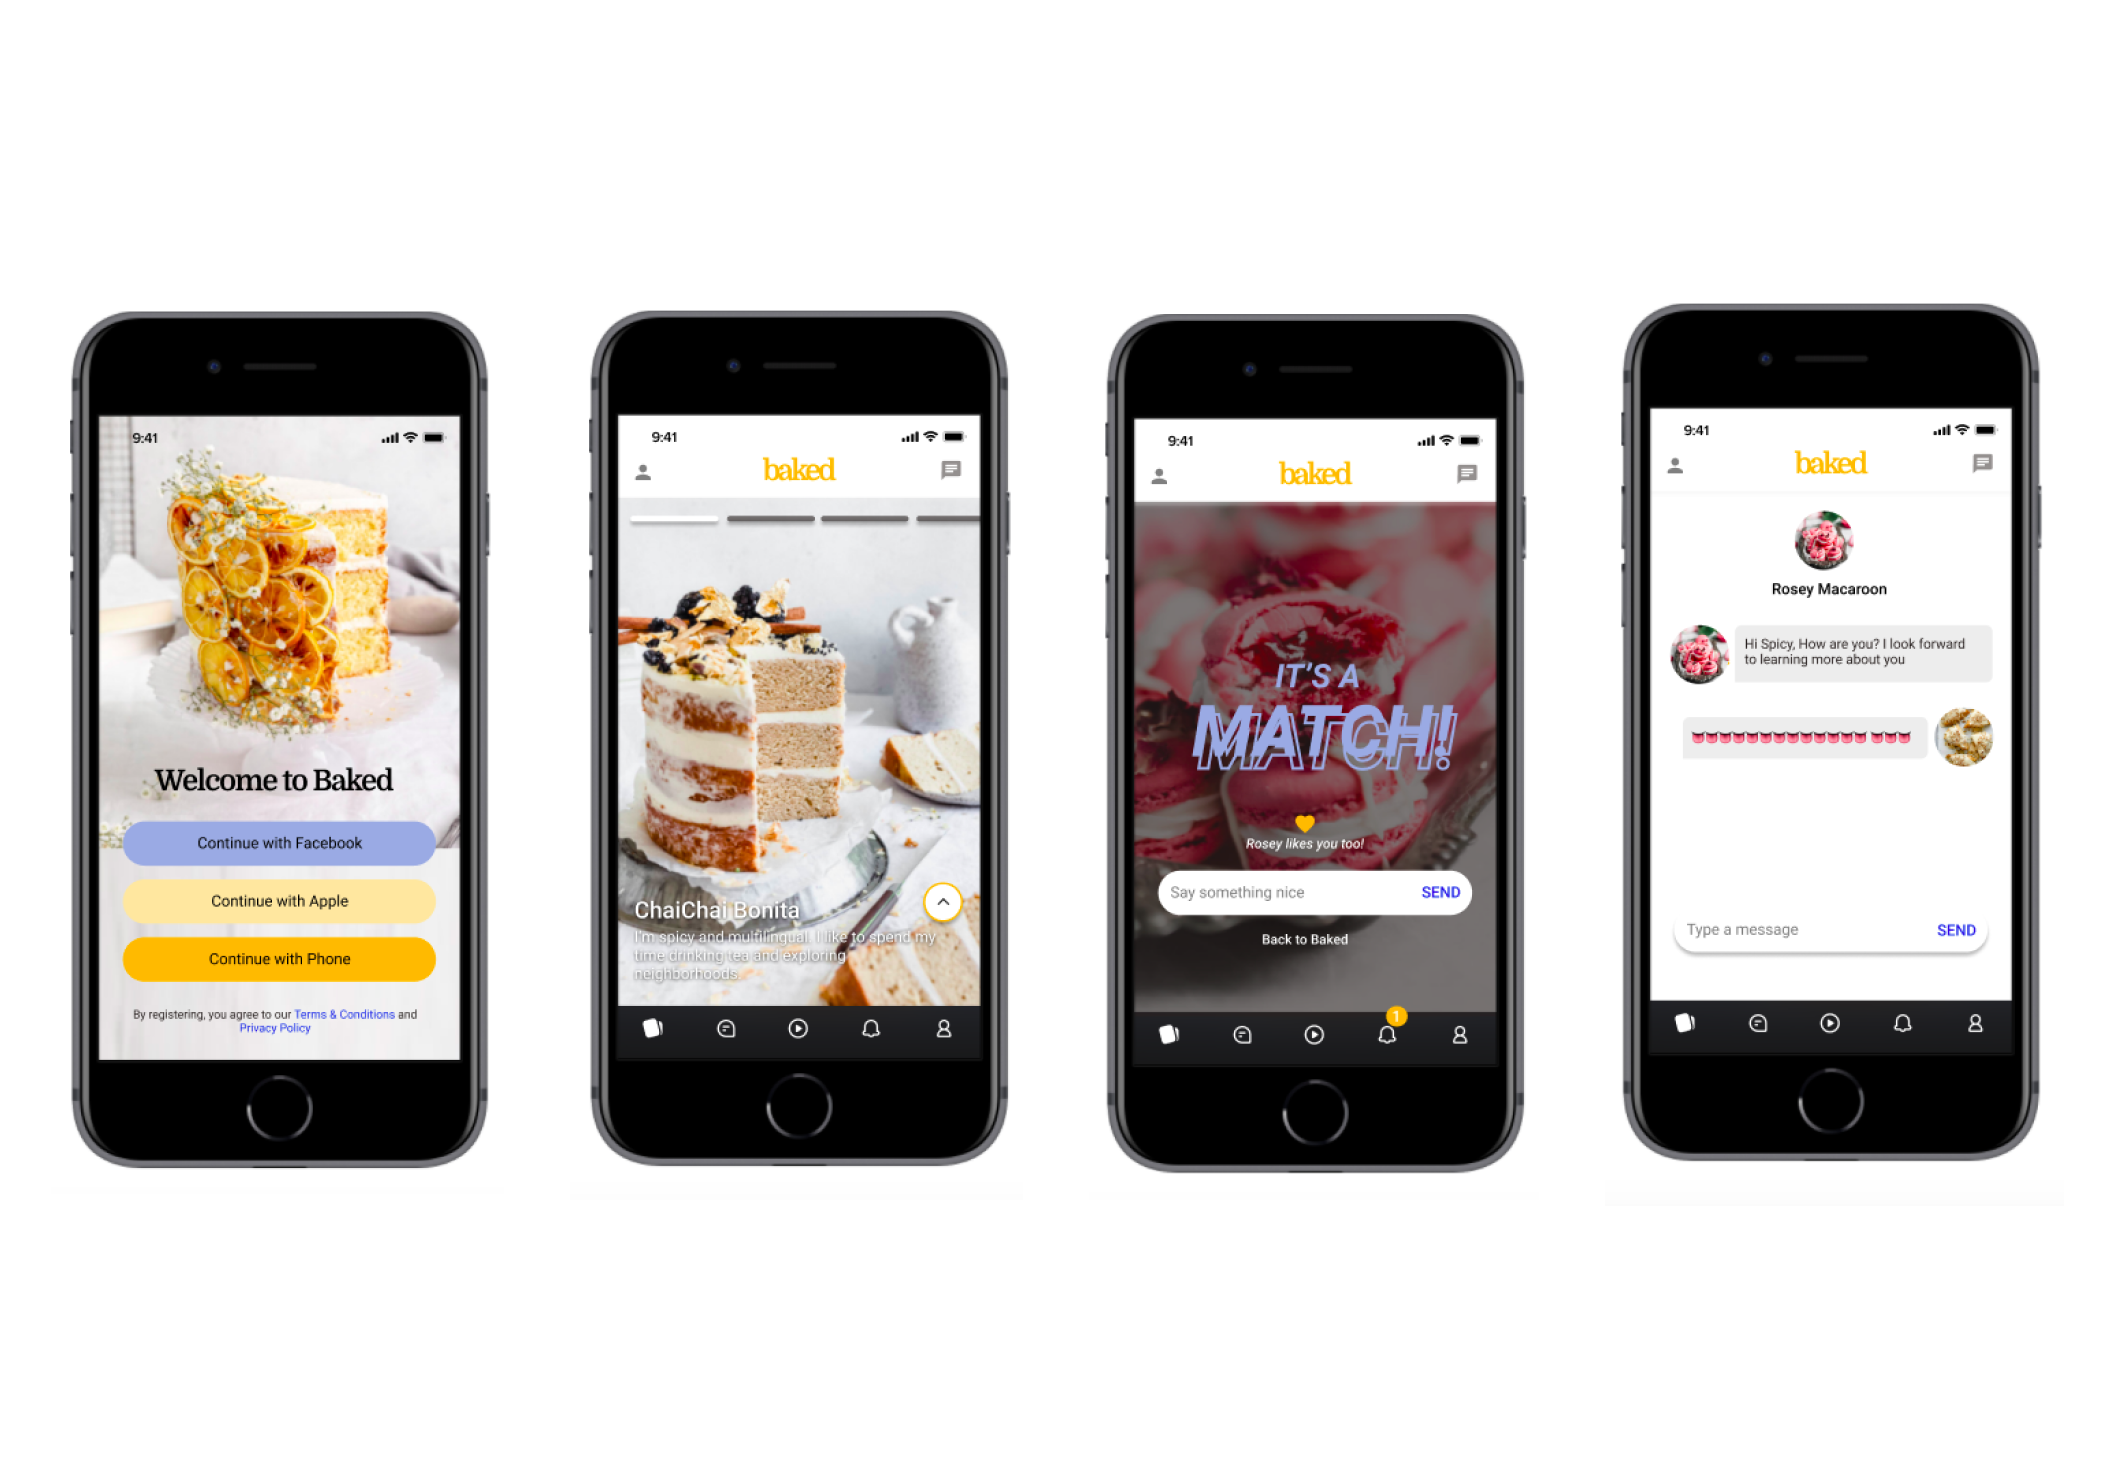 9:41
Welcome to Baked
Continue with Facebook
Continue with Apple
Continue with Phone
By registering, you agree to our Terms & Conditions and
Privacy Policy
9:41
baked
ChaiChai Bonita
I'm spicy and multilingual. I like to spend my
time drinking tea and exploring
neighborhoods.
9:41
baked
IT'S A
MATCH!
Rosey likes you too!
Say something nice
SEND
Back to Baked
1
9:41
baked
Rosey Macaroon
Hi Spicy, How are you? I look forward
to learning more about you
Type a message
SEND